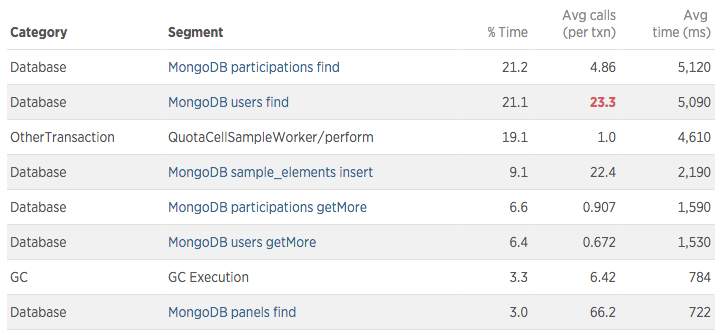 Category Segment % Time Avg calls (per txn) Avg time (ms)
Database MongoDB participations find 21.2 4.86 5,120
Database MongoDB users find 21.1 23.3 5,090
OtherTransaction QuotaCellSampleWorker/perform 19.1 1.0 4,610
Database MongoDB sample_elements insert 9.1 22.4 2,190
Database MongoDB participations getMore 6.6 0.907 1,590
Database MongoDB users getMore 6.4 0.672 1,530
GC GC Execution 3.3 6.42 784
Database MongoDB panels find 3.0 66.2 722